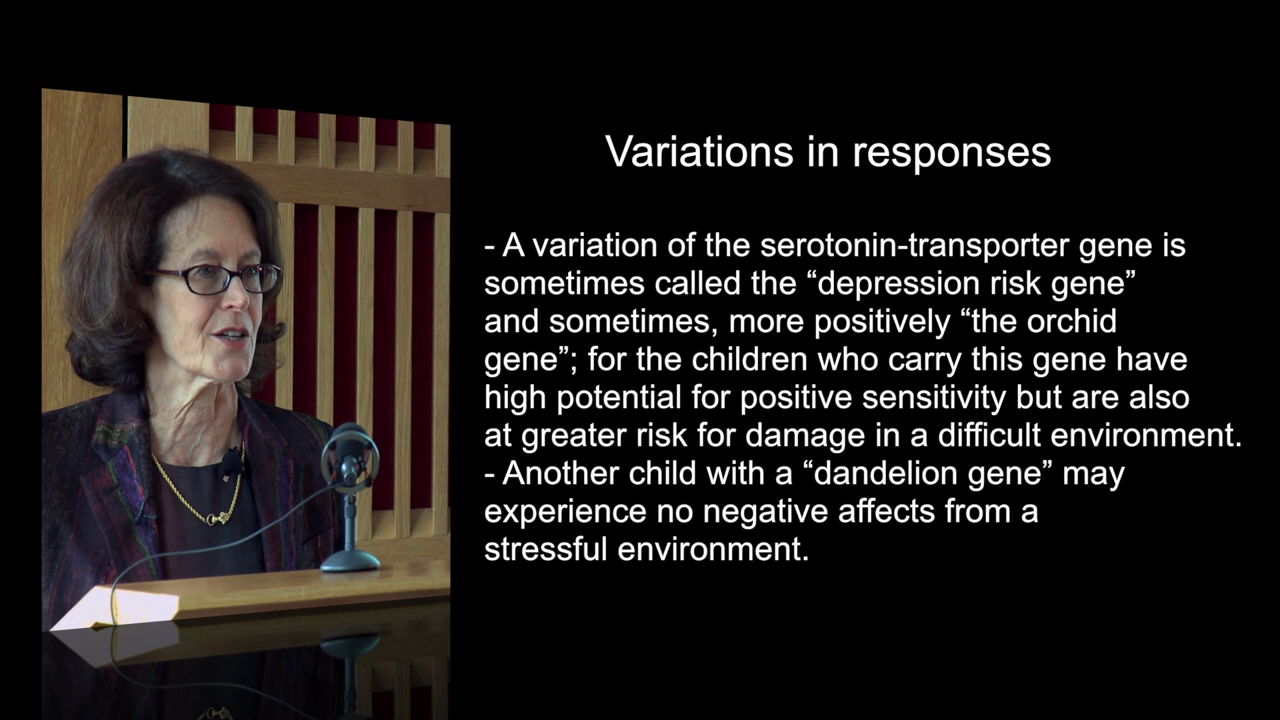 Variations in responses
- A variation of the serotonin-transporter gene is
sometimes called the “depression risk gene”
and sometimes, more positively “the orchid
gene”; for the children who carry this gene have
high potential for positive sensitivity but are also
at greater risk for damage in a difficult environment.
- Another child with a “dandelion gene” may
experience no negative affects from a
stressful environment.